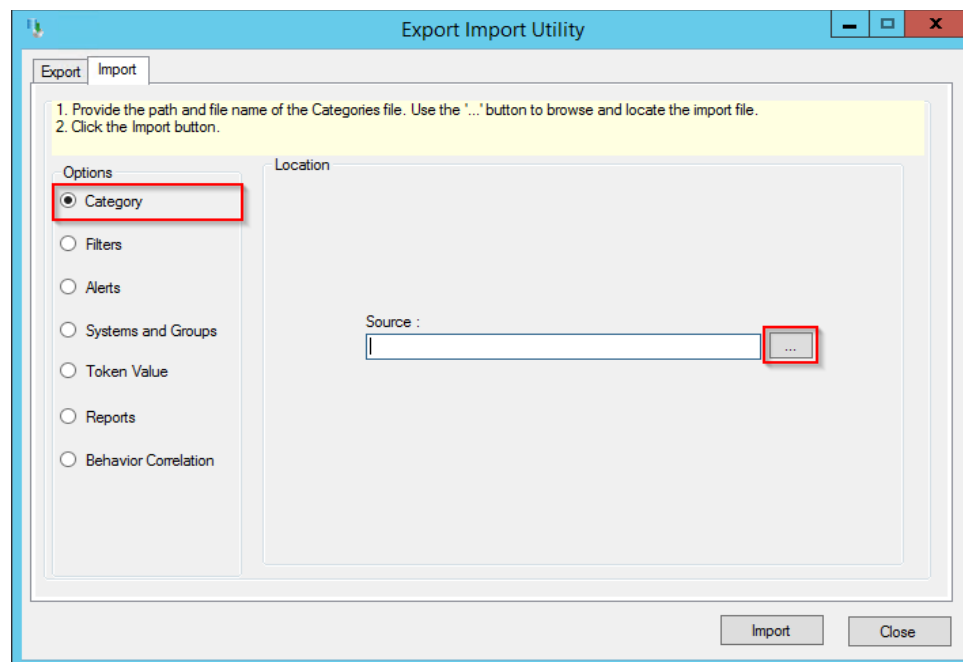 Export Import Utility
Export
Import
1. Provide the path and file name of the Categories file. Use the '...' button to browse and locate the import file.
2. Click the Import button.
Options
Category
Filters
Alerts
Systems and Groups
Token Value
Reports
Behavior Correlation
Location
Source :
...
Import
Close